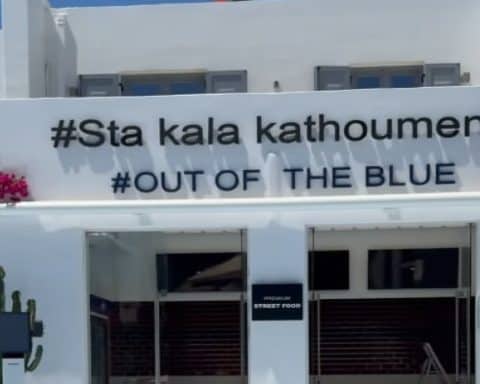 #Sta kala kathoumen
#OUT OF THE BLUE
PREMIUM
STREET FOOD